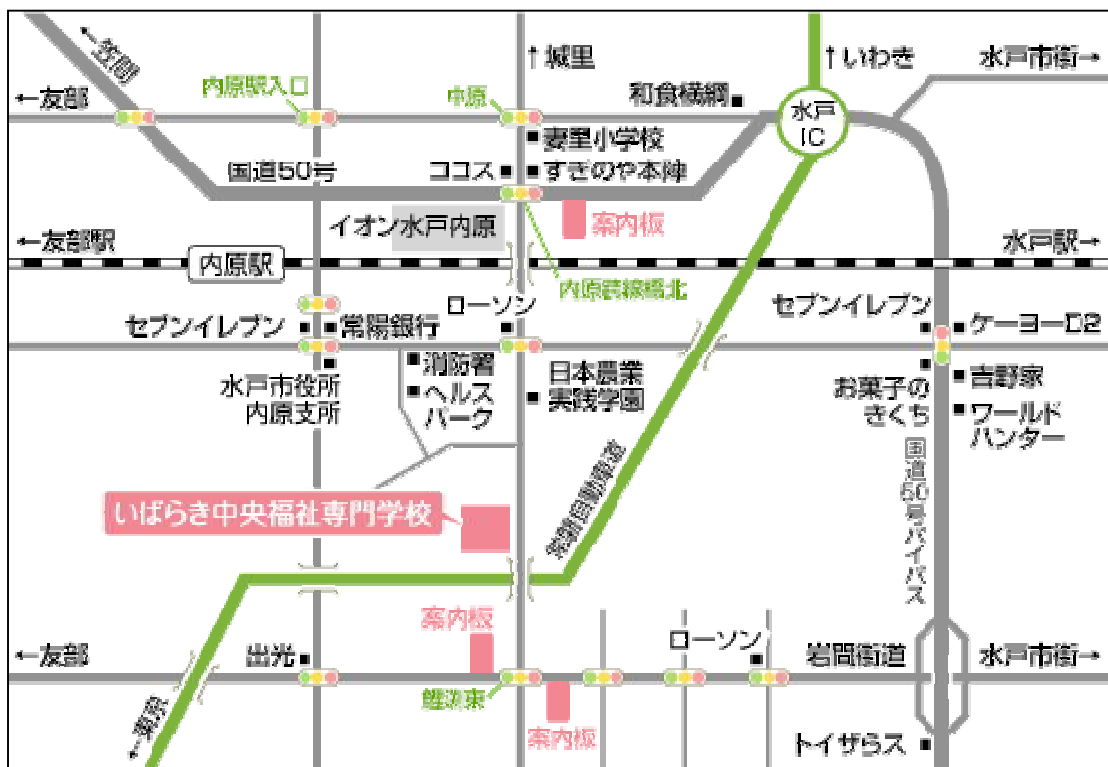 ←笠間
↑城里
↑いわき
水戸市街→
←友部
内原駅入口
中原
和食横綱
水戸
IC
妻里小学校
国道50号
ココス
すぎのや本陣
イオン水戸内原
案内板
←友部駅
水戸駅→
内原駅
内原跨線橋北
ローソン
セブンイレブン
常陽銀行
セブンイレブン
ケーヨーD2
水戸市役所
内原支所
消防署
ヘルス
パーク
日本農業
実践学園
お菓子の
きくち
吉野家
ワールド
ハンター
国道50号バイパス
常磐自動車道
いばらき中央福祉専門学校
案内板
ローソン
←友部
出光
岩間街道
水戸市街→
鯉渕東
案内板
←東京
トイザらス